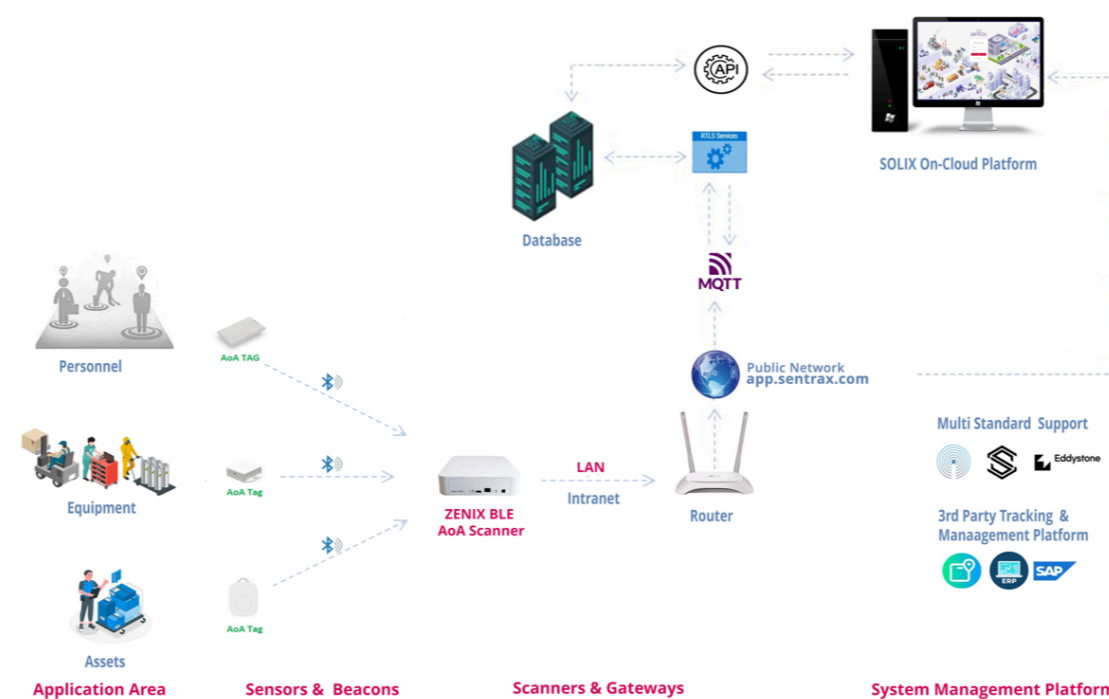 API
RTLS Services
SOLIX On-Cloud Platform
Database
MQTT
Personnel
AoA TAG
Public Network
app.sentrax.com
Multi Standard Support
Eddystone
Equipment
AoA Tag
ZENIX BLE
AoA Scanner
LAN
Intranet
Router
3rd Party Tracking &
Manaagement Platform
ERP
SAP
Assets
AoA Tag
Application Area
Sensors & Beacons
Scanners & Gateways
System Management Platform